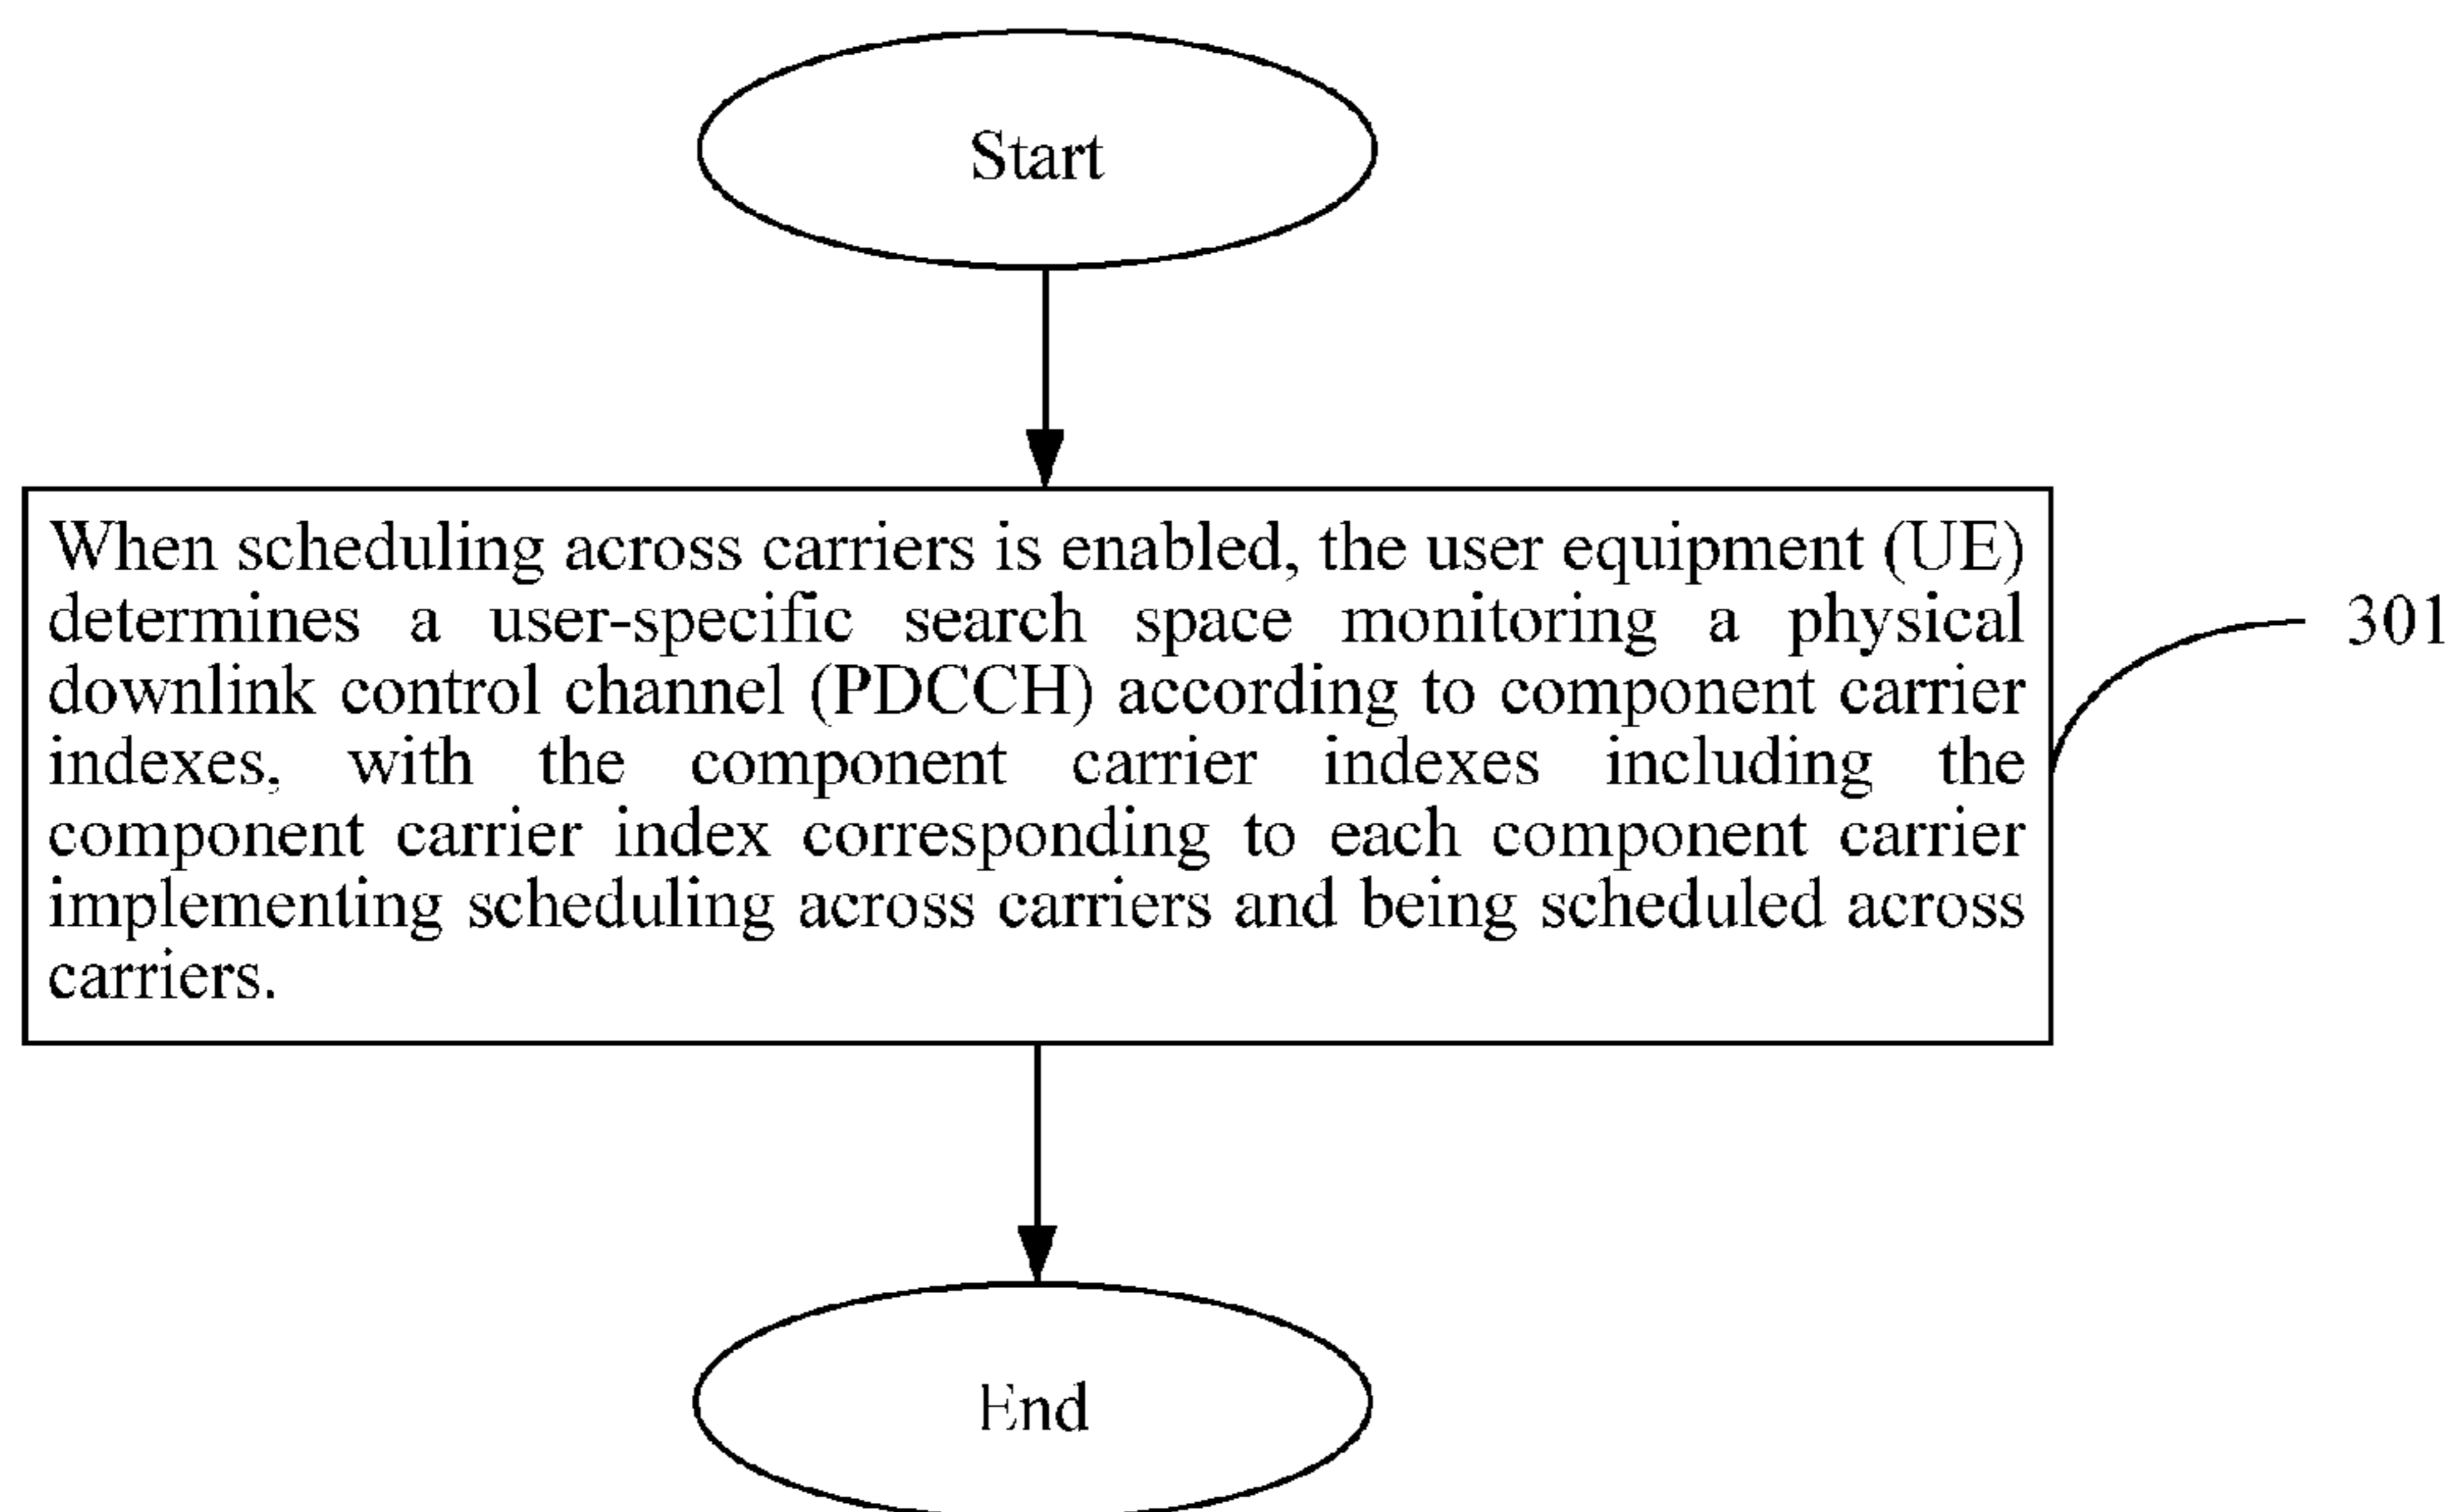 Start
When scheduling across carriers is enabled, the user equipment (UE)
determines a user-specific search space monitoring a physical
downlink control channel (PDCCH) according to component carrier
indexes, with the component carrier indexes including the
component carrier index corresponding to each component carrier
implementing scheduling across carriers and being scheduled across
carriers.
301
End